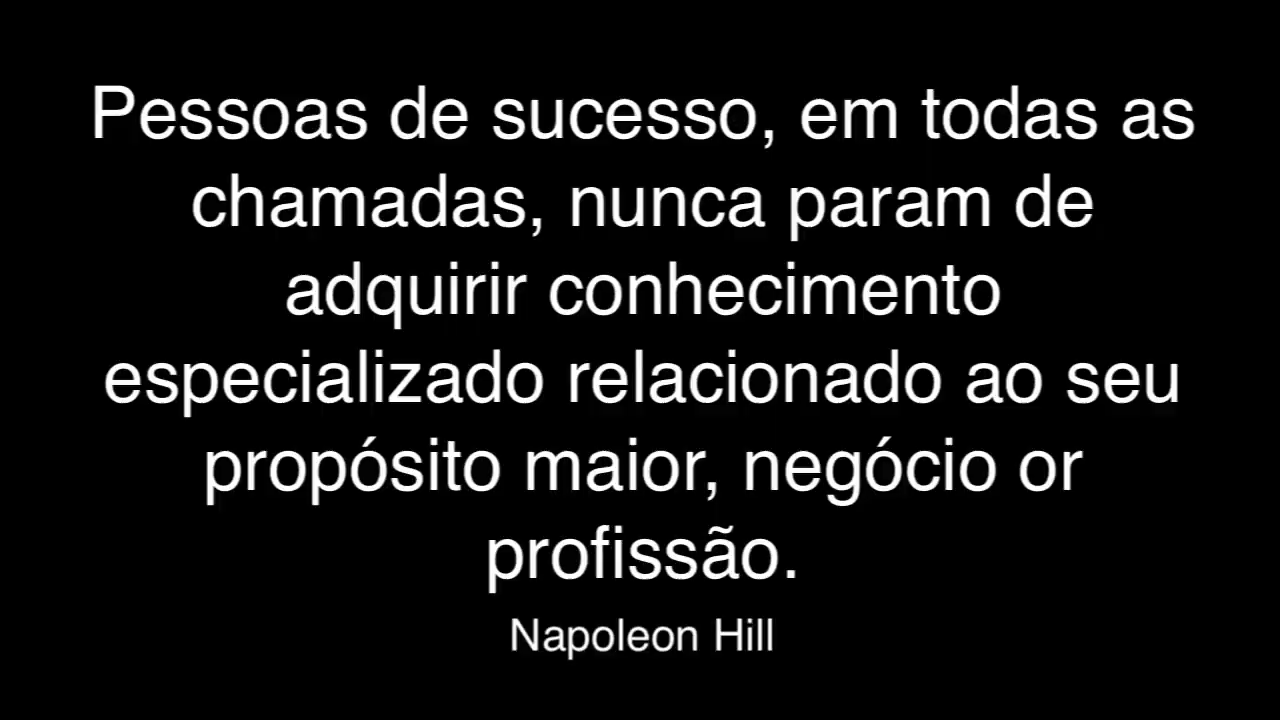 Pessoas de sucesso, em todas as
chamadas, nunca param de
adquirir conhecimento
especializado relacionado ao seu
propósito maior, negócio or
profissão.
Napoleon Hill